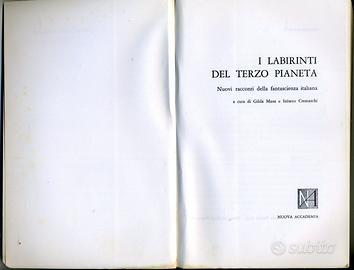 I LABIRINTI
DEL TERZO PIANETA
Nuovi racconti della fantascienza italiana
a cura di Gilda Musa e Inisero Cremaschi
NUOVA ACCADEMIA
subito